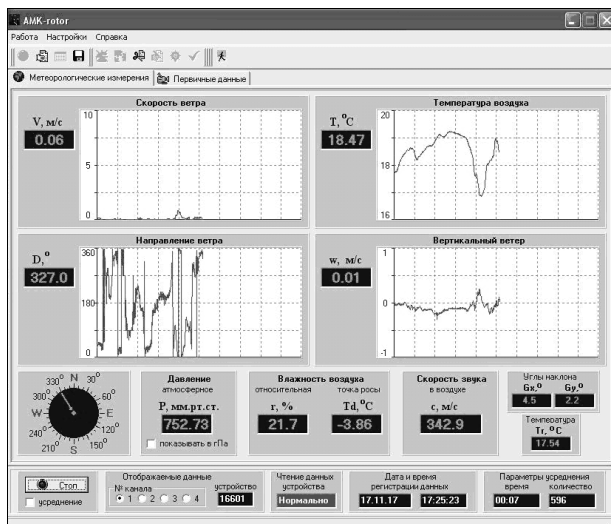 AMK-rotor
Работа Настройки Справка
Метеорологические измерения Первичные данные
Скорость ветра
V, м/с
0.06
10
5
0
Температура воздуха
T, °C
18.47
20
18
16
Направление ветра
D, °
327.0
360
180
0
Вертикальный ветер
w, м/с
0.01
1
0
-1
N 30° 60° E 120° 150° S 210° 240° W 300° 330°
Давление
атмосферное
P, мм.рт.ст.
752.73
показывать в гПа
Влажность воздуха
относительная точка росы
r, % Td, °C
21.7 -3.86
Скорость звука
в воздухе
c, м/с
342.9
Углы наклона
Gx, ° Gy, °
4.5 2.2
Температура
Tr, °C
17.54
Стоп
усреднение
Отображаемые данные
№ канала
1 2 3 4
устройство
16601
Чтение данных
устройства
Нормально
Дата и время
регистрации данных
17.11.17 17:25:23
Параметры усреднения
время количество
00:07 596